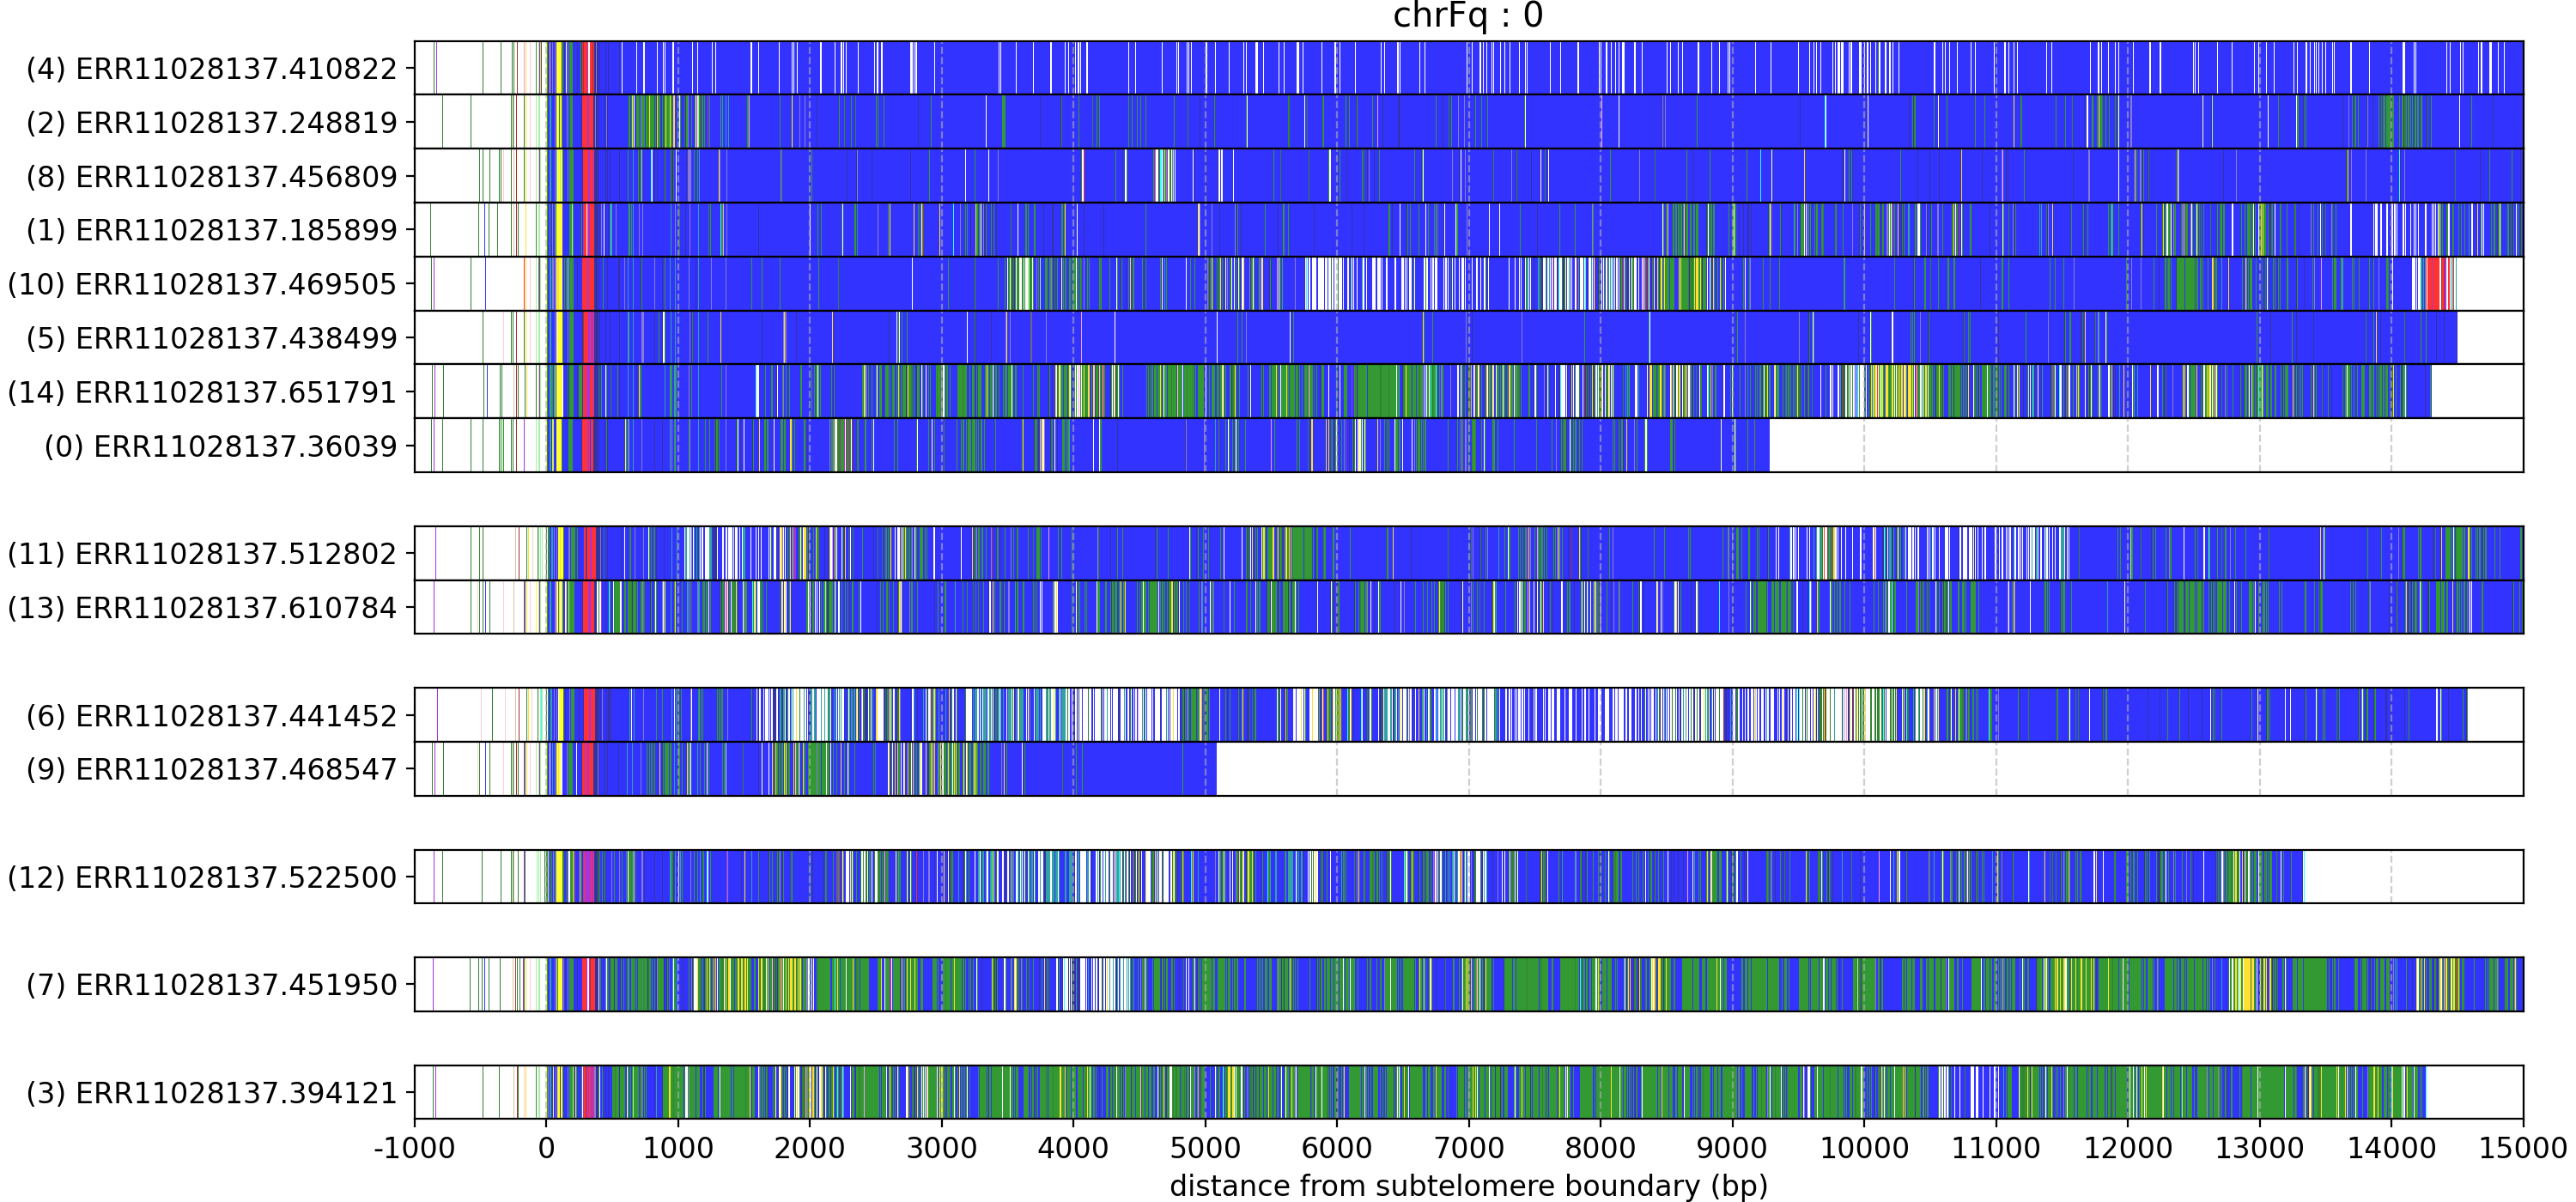 chrFq : 0
(4) ERR11028137.410822
(2) ERR11028137.248819
(8) ERR11028137.456809
(1) ERR11028137.185899
(10) ERR11028137.469505
(5) ERR11028137.438499
(14) ERR11028137.651791
(0) ERR11028137.36039
(11) ERR11028137.512802
(13) ERR11028137.610784
(6) ERR11028137.441452
(9) ERR11028137.468547
(12) ERR11028137.522500
(7) ERR11028137.451950
(3) ERR11028137.394121
-1000 0 1000 2000 3000 4000 5000 6000 7000 8000 9000 10000 11000 12000 13000 14000 15000
distance from subtelomere boundary (bp)